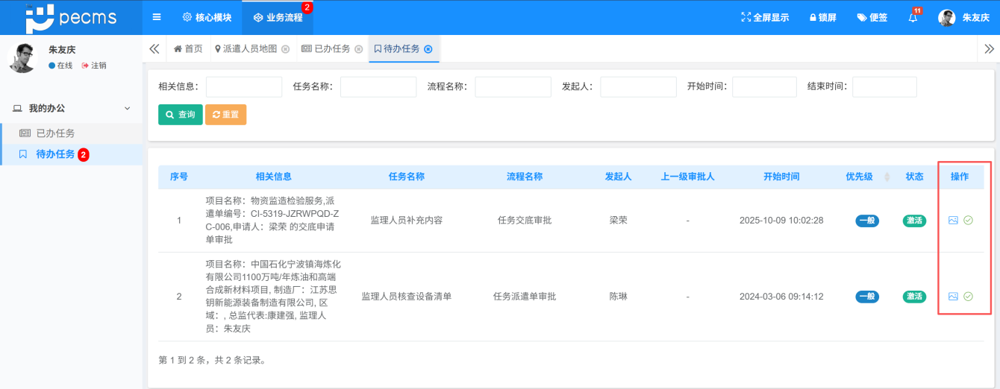 pecms
核心模块
业务流程
2
全屏显示
锁屏
便签
11
朱友庆
朱友庆
在线 注销
首页
派遣人员地图
已办任务
待办任务
我的办公
已办任务
待办任务 2
相关信息： 任务名称： 流程名称： 发起人： 开始时间： 结束时间：
查询 重置
序号 相关信息 任务名称 流程名称 发起人 上一级审批人 开始时间 优先级 状态 操作
项目名称：物资监造检验服务,派
遣单编号：CI-5319-JZRWPQD-Z
C-006,申请人：梁荣 的交底申请
单审批
1 监理人员补充内容 任务交底审批 梁荣 - 2025-10-09 10:02:28 一般 激活
项目名称：中国石化宁波镇海炼化
有限公司1100万吨/年炼油和高端
合成新材料项目, 制造厂：江苏思
钥新能源装备制造有限公司, 区
域：, 总监代表:康建强, 监理人
员：朱友庆
2 监理人员核查设备清单 任务派遣单审批 陈琳 - 2024-03-06 09:14:12 一般 激活
第 1 到 2 条，共 2 条记录。